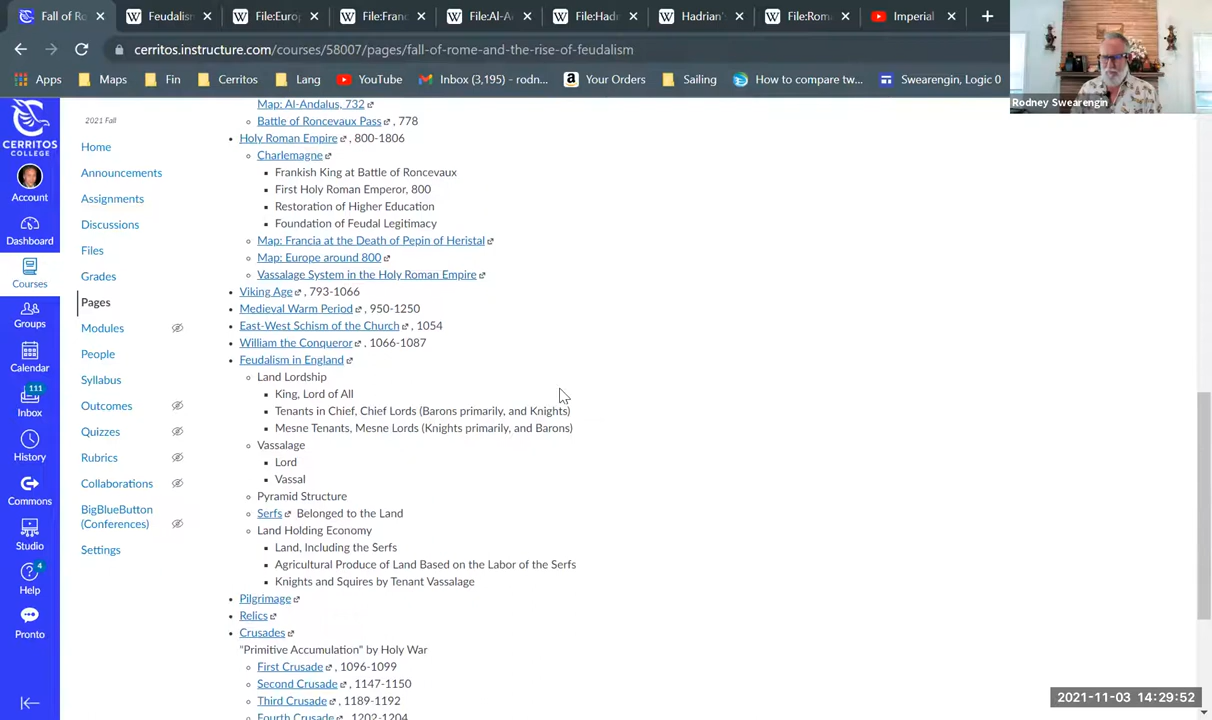 Fall of Ro
Feudalism
File:Euro
File:Franc
File:Al-An
File:Hadr
Hadrian'
File:Rom
Imperial
cerritos.instructure.com/courses/58007/pages/fall-of-rome-and-the-rise-of-feudalism
Apps
Maps
Fin
Cerritos
Lang
YouTube
Inbox (3,195) - rodn...
Your Orders
Sailing
How to compare tw...
Swearengin, Logic 0
Rodney Swearengin
CERRITOS
COLLEGE
Account
Dashboard
Courses
Groups
Calendar
111
Inbox
History
Commons
Studio
4
Help
Pronto
2021 Fall
Home
Announcements
Assignments
Discussions
Files
Grades
Pages
Modules
People
Syllabus
Outcomes
Quizzes
Rubrics
Collaborations
BigBlueButton
(Conferences)
Settings
Map: Al-Andalus, 732
Battle of Roncevaux Pass , 778
Holy Roman Empire , 800-1806
Charlemagne
Frankish King at Battle of Roncevaux
First Holy Roman Emperor, 800
Restoration of Higher Education
Foundation of Feudal Legitimacy
Map: Francia at the Death of Pepin of Heristal
Map: Europe around 800
Vassalage System in the Holy Roman Empire
Viking Age , 793-1066
Medieval Warm Period , 950-1250
East-West Schism of the Church , 1054
William the Conqueror , 1066-1087
Feudalism in England
Land Lordship
King, Lord of All
Tenants in Chief, Chief Lords (Barons primarily, and Knights)
Mesne Tenants, Mesne Lords (Knights primarily, and Barons)
Vassalage
Lord
Vassal
Pyramid Structure
Serfs Belonged to the Land
Land Holding Economy
Land, Including the Serfs
Agricultural Produce of Land Based on the Labor of the Serfs
Knights and Squires by Tenant Vassalage
Pilgrimage
Relics
Crusades
"Primitive Accumulation" by Holy War
First Crusade , 1096-1099
Second Crusade , 1147-1150
Third Crusade , 1189-1192
Fourth Crusade , 1202-1204
2021-11-03 14:29:52